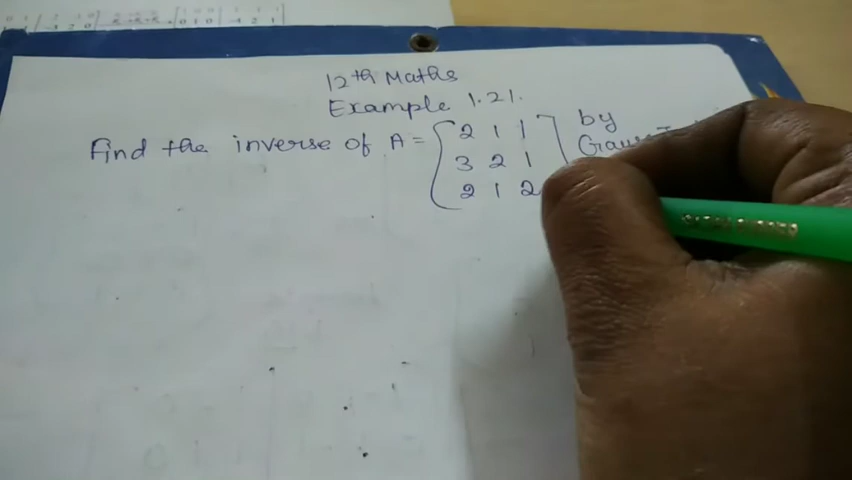 12th Maths
Example 1.21.
Find the inverse of A = [2 1 1
3 2 1
2 1 2] by